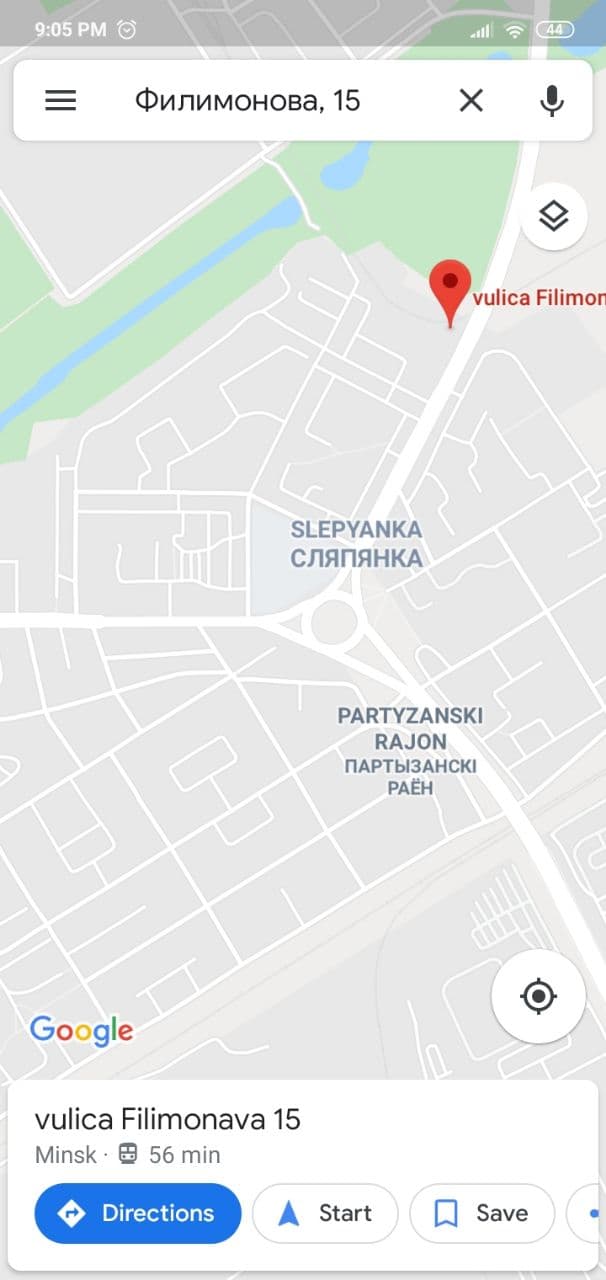 9:05 PM 44
Филимонова, 15
vulica Filimon
SLEPYANKA
СЛЯПЯНКА
PARTYZANSKI
RAJON
ПАРТЫЗАНСКІ
РАЁН
Google
vulica Filimonava 15
Minsk · 56 min
Directions Start Save